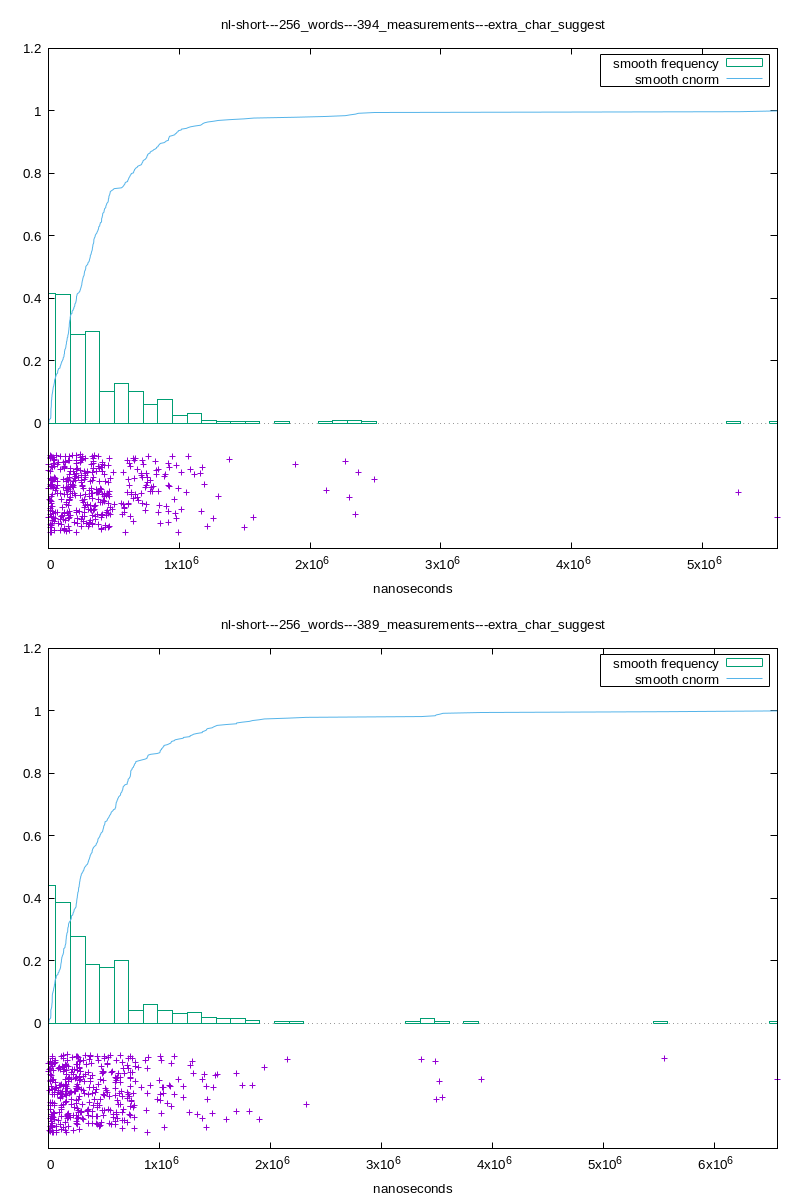 nl-short---256_words---394_measurements---extra_char_suggest
1.2
smooth frequency
smooth cnorm
1
0.8
0.6
0.4
0.2
0
0 1x10^6 2x10^6 3x10^6 4x10^6 5x10^6
nanoseconds
nl-short---256_words---389_measurements---extra_char_suggest
1.2
smooth frequency
smooth cnorm
1
0.8
0.6
0.4
0.2
0
0 1x10^6 2x10^6 3x10^6 4x10^6 5x10^6 6x10^6
nanoseconds